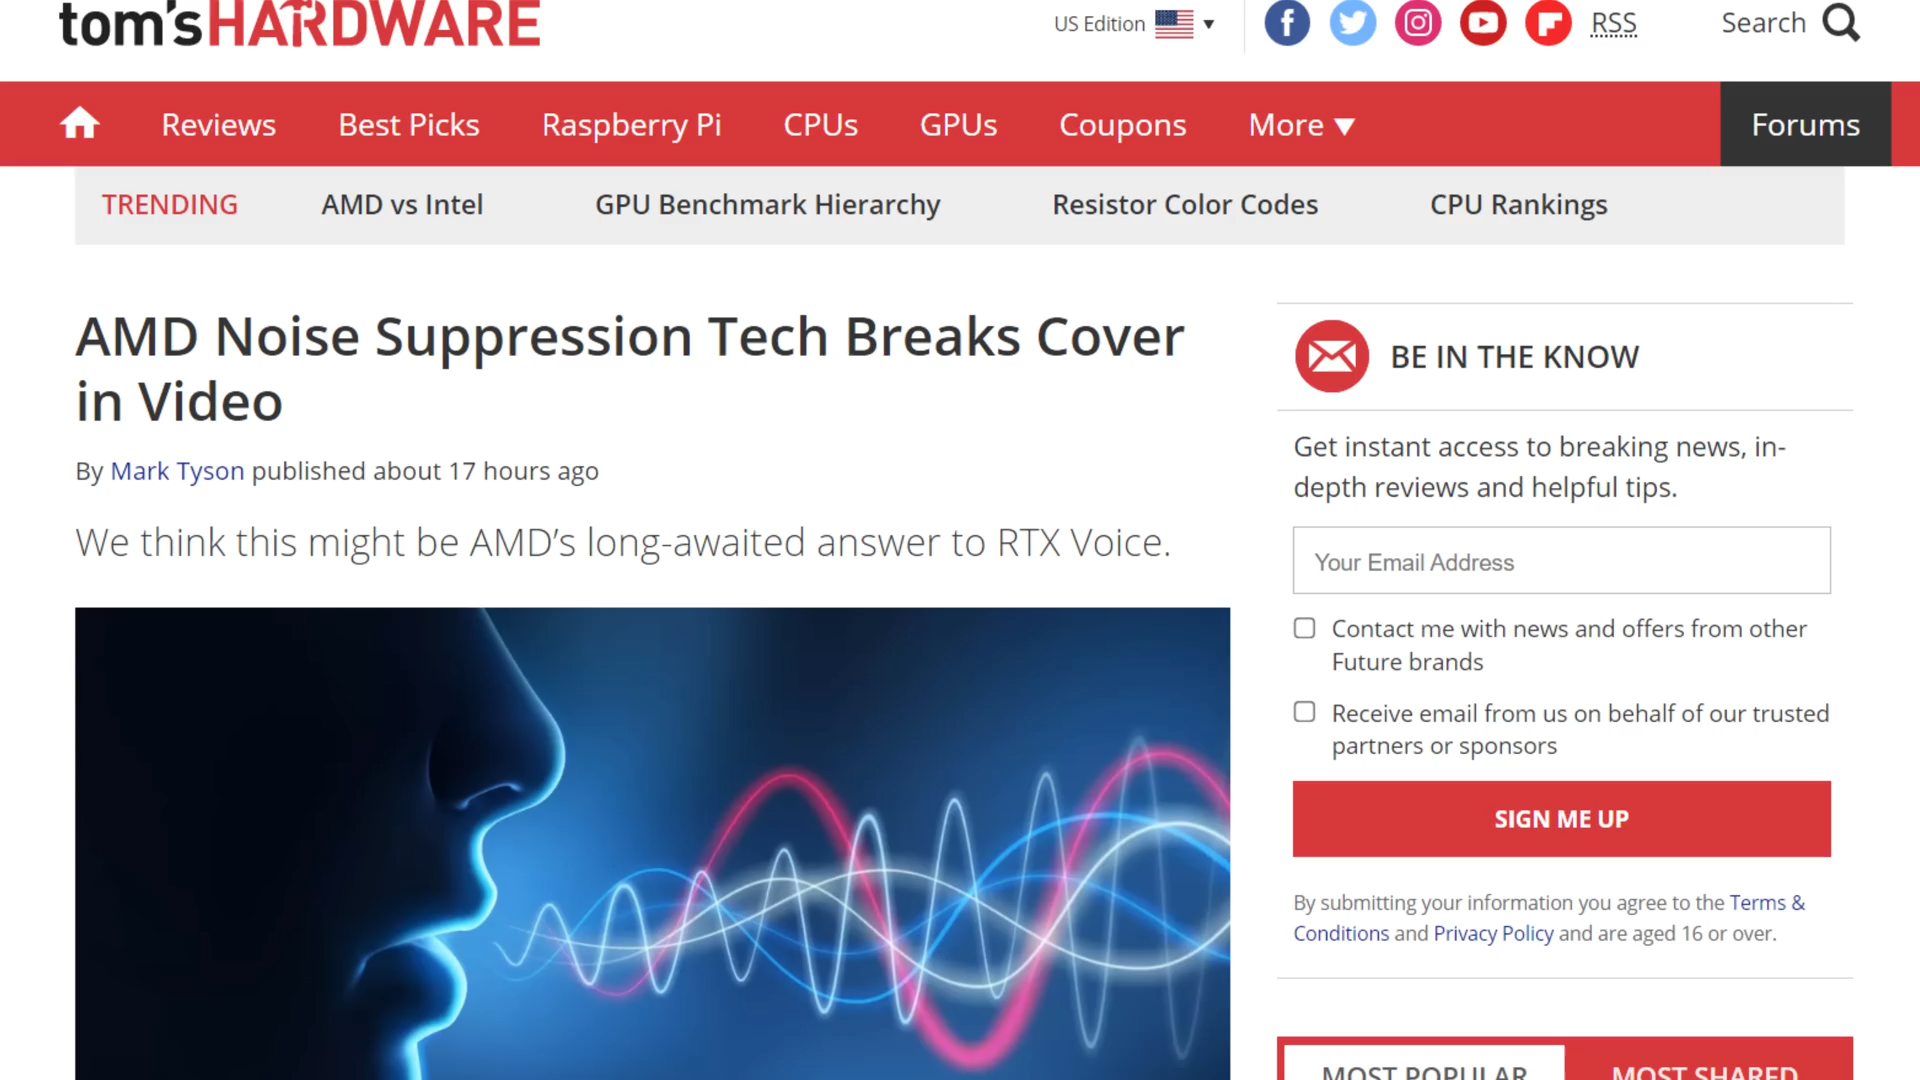 tom'sHARDWARE
US Edition
RSS
Search
Reviews
Best Picks
Raspberry Pi
CPUs
GPUs
Coupons
More
Forums
TRENDING
AMD vs Intel
GPU Benchmark Hierarchy
Resistor Color Codes
CPU Rankings
AMD Noise Suppression Tech Breaks Cover
in Video
By Mark Tyson published about 17 hours ago
We think this might be AMD's long-awaited answer to RTX Voice.
BE IN THE KNOW
Get instant access to breaking news, in-
depth reviews and helpful tips.
Your Email Address
Contact me with news and offers from other
Future brands
Receive email from us on behalf of our trusted
partners or sponsors
SIGN ME UP
By submitting your information you agree to the Terms &
Conditions and Privacy Policy and are aged 16 or over.
MOST POPULAR
MOST SHARED